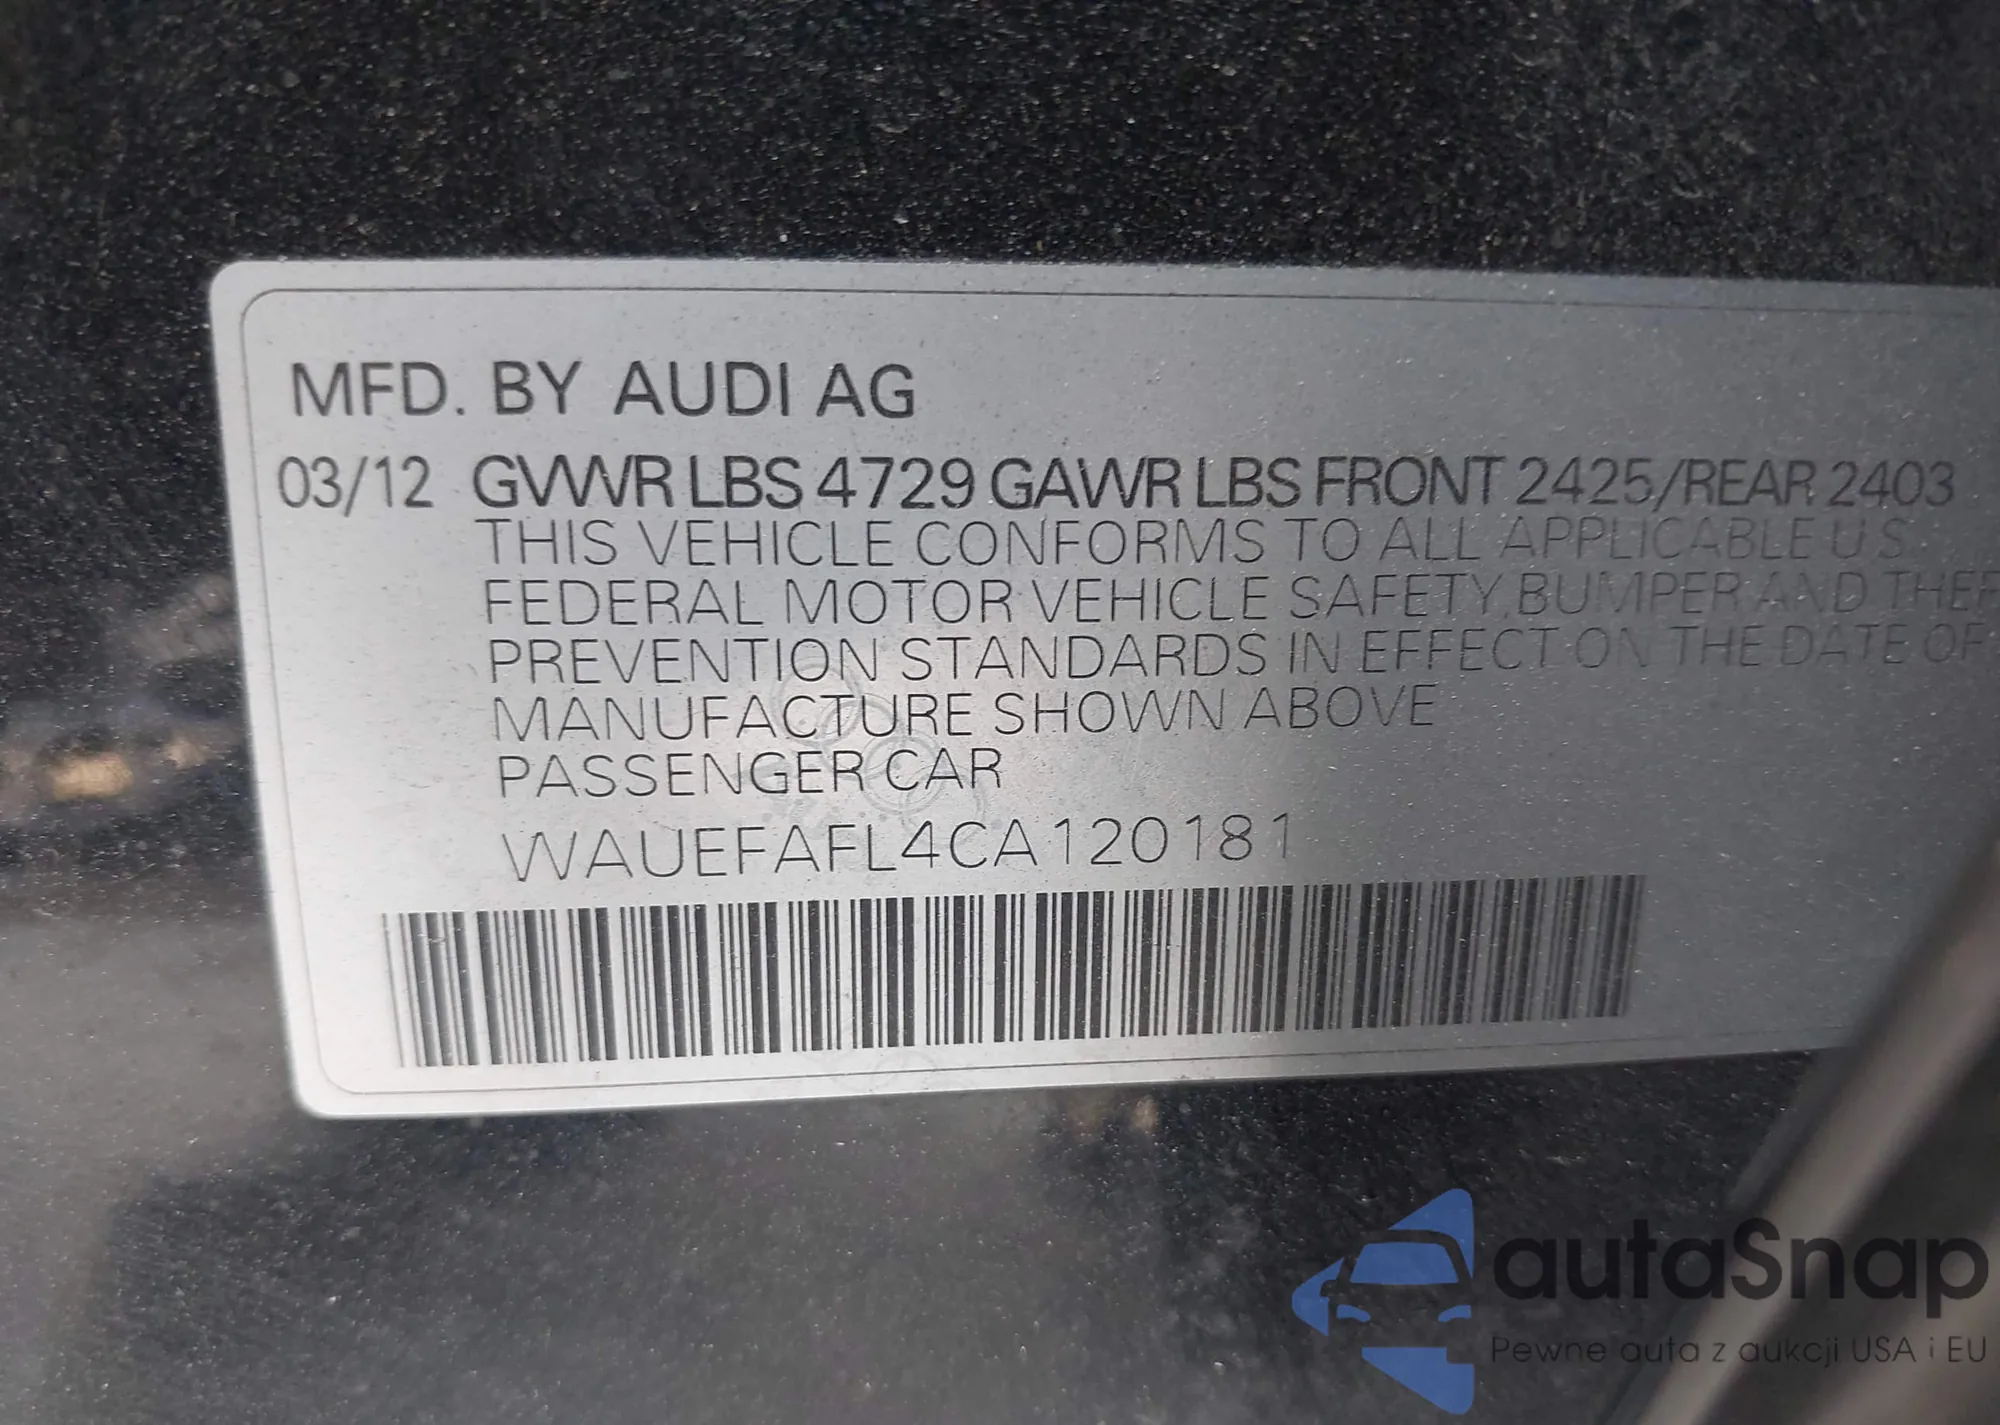 MFD. BY AUDI AG
03/12 GVWR LBS 4729 GAWR LBS FRONT 2425/REAR 2403
THIS VEHICLE CONFORMS TO ALL APPLICABLE U S
FEDERAL MOTOR VEHICLE SAFETY, BUMPER AND THEF
PREVENTION STANDARDS IN EFFECT ON THE DATE OF
MANUFACTURE SHOWN ABOVE
PASSENGER CAR
WAUEFAFL4CA120181
autaSnap
Pewne auta z aukcji USA i EU